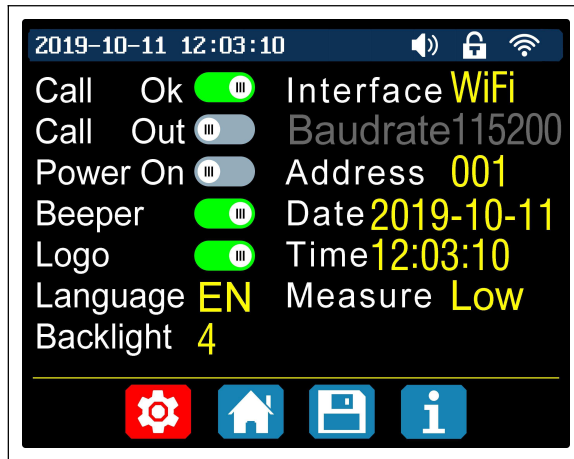 2019-10-11 12:03:10
Call Ok Interface WiFi
Call Out Baudrate 115200
Power On Address 001
Beeper Date 2019-10-11
Logo Time 12:03:10
Language EN Measure Low
Backlight 4